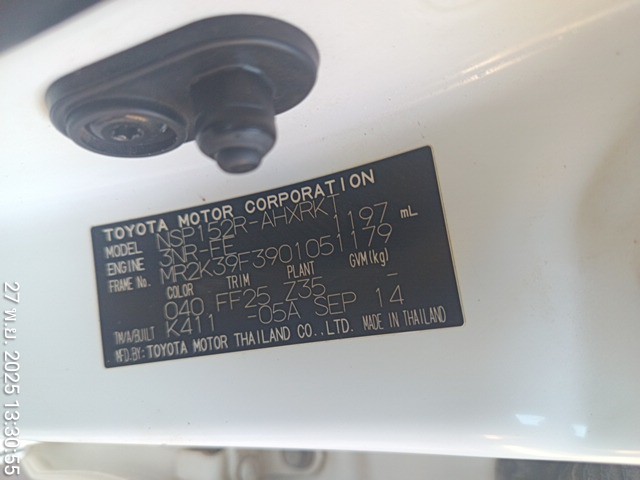 TOYOTA MOTOR CORPORATION
MODEL NSP152R-AHXRKT
ENGINE 3NR-FE 1197 mL
FRAME No. MR2K39F3901051179
COLOR TRIM PLANT GVM(kg)
040 FF25 Z35 -
TM/A/BUILT K411 -05A SEP 14
MFD.BY: TOYOTA MOTOR THAILAND CO.,LTD. MADE IN THAILAND
27 พ.ย. 2025 13:30:55